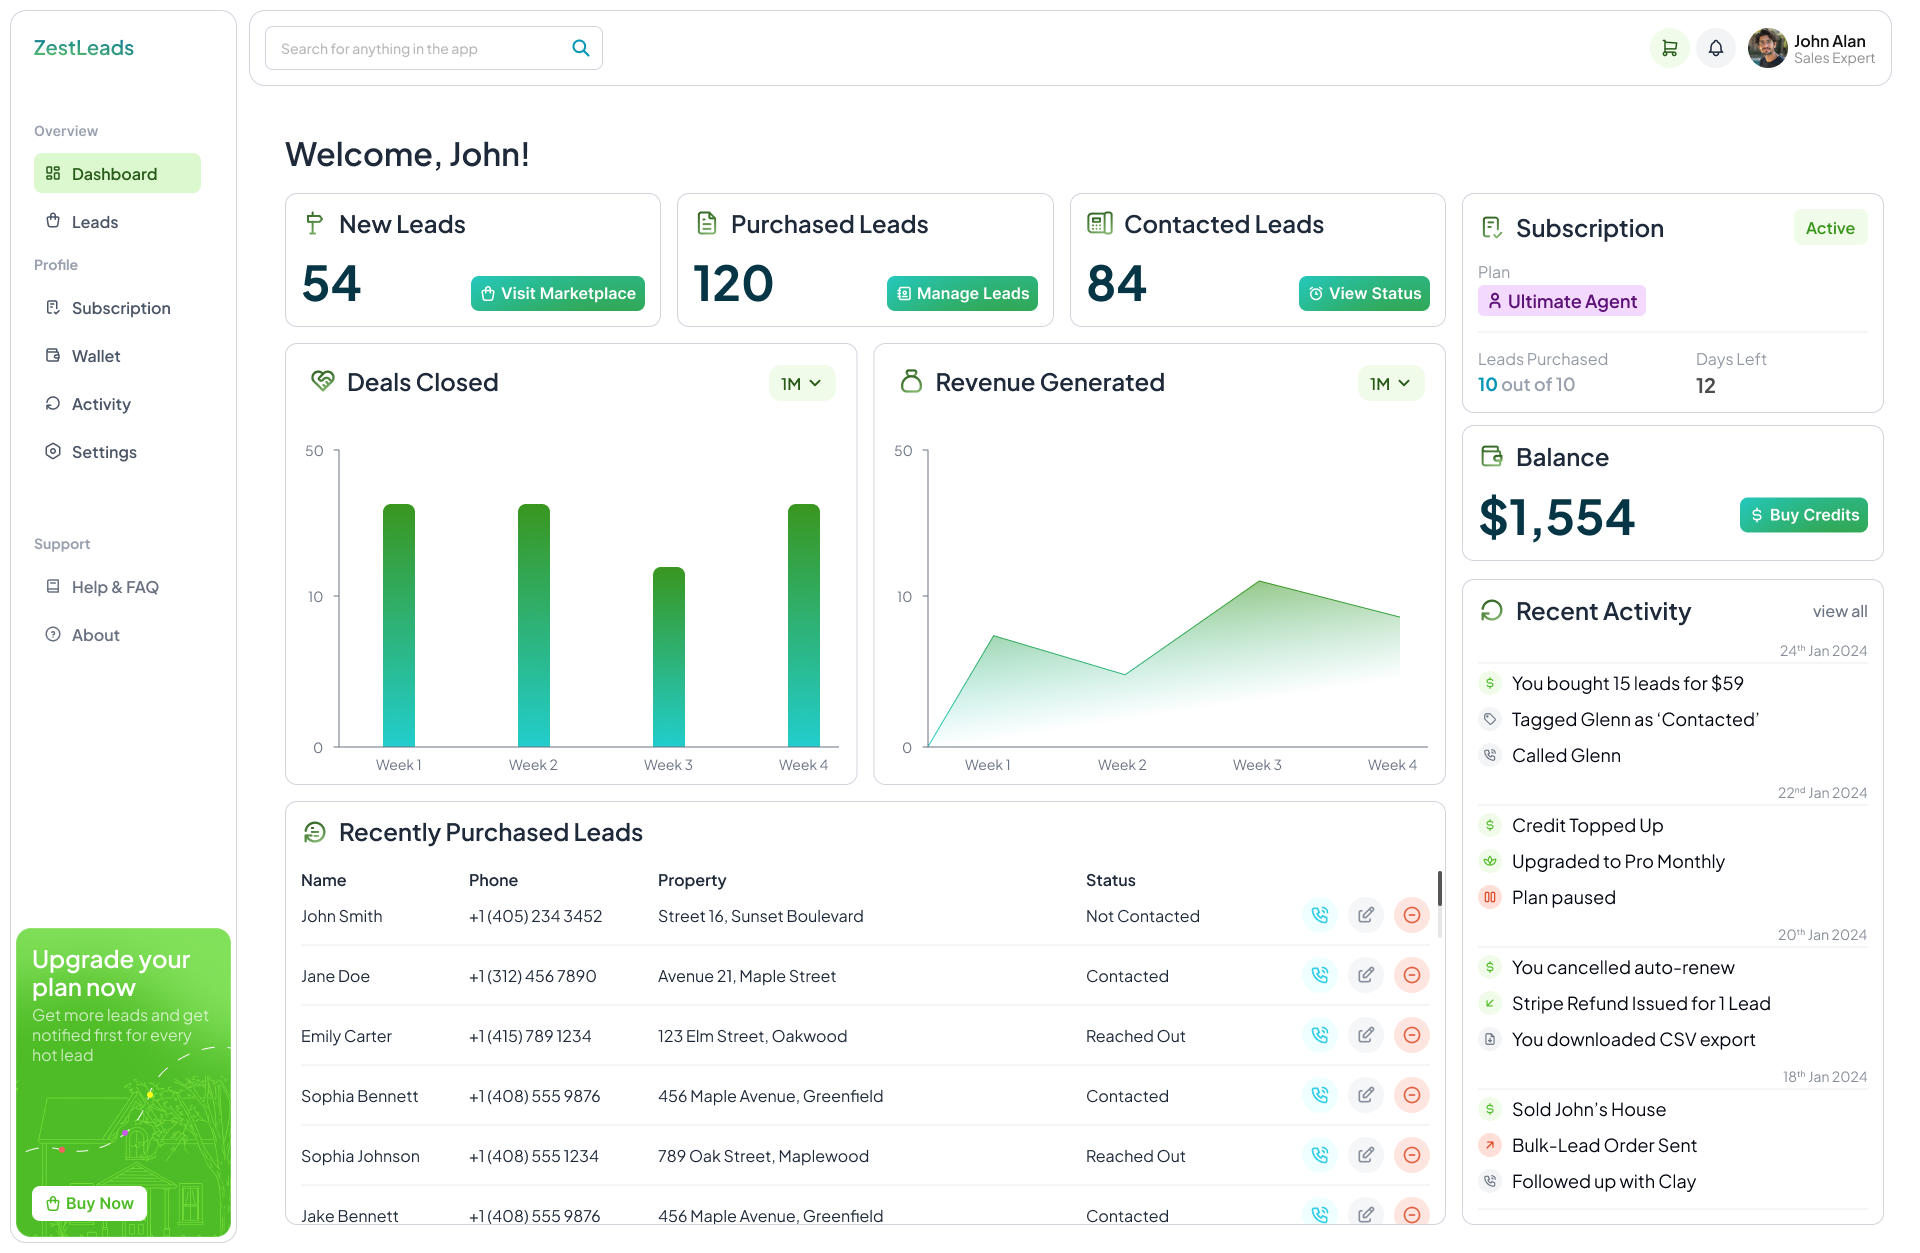 ZestLeads
Overview
Dashboard
Leads
Profile
Subscription
Wallet
Activity
Settings
Support
Help & FAQ
About
Upgrade your
plan now
Get more leads and get
notified first for every
hot lead
Buy Now
Search for anything in the app
John Alan
Sales Expert
Welcome, John!
New Leads
54
Visit Marketplace
Purchased Leads
120
Manage Leads
Contacted Leads
84
View Status
Deals Closed
1M
50
10
0
Week 1 Week 2 Week 3 Week 4
Revenue Generated
1M
50
10
0
Week 1 Week 2 Week 3 Week 4
Recently Purchased Leads
Name Phone Property Status
John Smith +1 (405) 234 3452 Street 16, Sunset Boulevard Not Contacted
Jane Doe +1 (312) 456 7890 Avenue 21, Maple Street Contacted
Emily Carter +1 (415) 789 1234 123 Elm Street, Oakwood Reached Out
Sophia Bennett +1 (408) 555 9876 456 Maple Avenue, Greenfield Contacted
Sophia Johnson +1 (408) 555 1234 789 Oak Street, Maplewood Reached Out
Jake Bennett +1 (408) 555 9876 456 Maple Avenue, Greenfield Contacted
Subscription
Active
Plan
Ultimate Agent
Leads Purchased Days Left
10 out of 10 12
Balance
$1,554
$ Buy Credits
Recent Activity
view all
24th Jan 2024
You bought 15 leads for $59
Tagged Glenn as ‘Contacted’
Called Glenn
22nd Jan 2024
Credit Topped Up
Upgraded to Pro Monthly
Plan paused
20th Jan 2024
You cancelled auto-renew
Stripe Refund Issued for 1 Lead
You downloaded CSV export
18th Jan 2024
Sold John’s House
Bulk-Lead Order Sent
Followed up with Clay